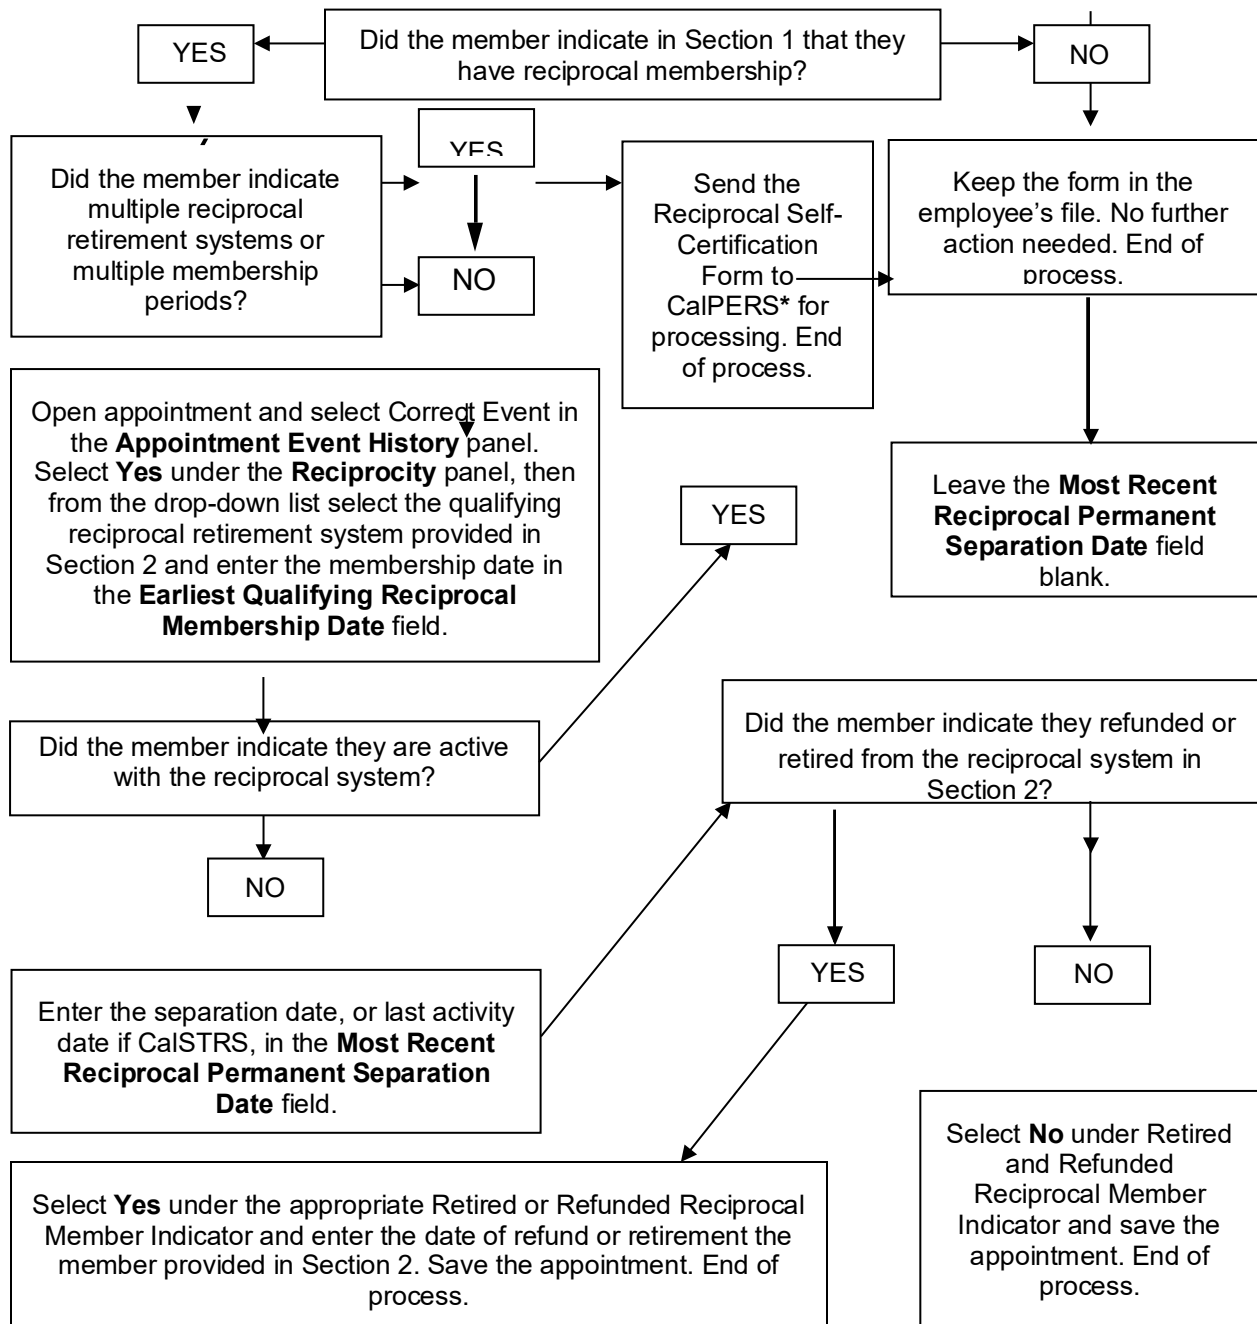 YES
Did the member indicate in Section 1 that they
have reciprocal membership?
NO
Did the member indicate
multiple reciprocal
retirement systems or
multiple membership
periods?
YES
NO
Send the
Reciprocal Self-
Certification
Form to
CalPERS* for
processing. End
of process.
Keep the form in the
employee’s file. No further
action needed. End of
process.
Open appointment and select Correct Event in
the Appointment Event History panel.
Select Yes under the Reciprocity panel, then
from the drop-down list select the qualifying
reciprocal retirement system provided in
Section 2 and enter the membership date in
the Earliest Qualifying Reciprocal
Membership Date field.
YES
Leave the Most Recent
Reciprocal Permanent
Separation Date field
blank.
Did the member indicate they are active
with the reciprocal system?
Did the member indicate they refunded or
retired from the reciprocal system in
Section 2?
NO
YES
NO
Enter the separation date, or last activity
date if CalSTRS, in the Most Recent
Reciprocal Permanent Separation
Date field.
Select No under Retired
and Refunded
Reciprocal Member
Indicator and save the
appointment. End of
process.
Select Yes under the appropriate Retired or Refunded Reciprocal
Member Indicator and enter the date of refund or retirement the
member provided in Section 2. Save the appointment. End of
process.